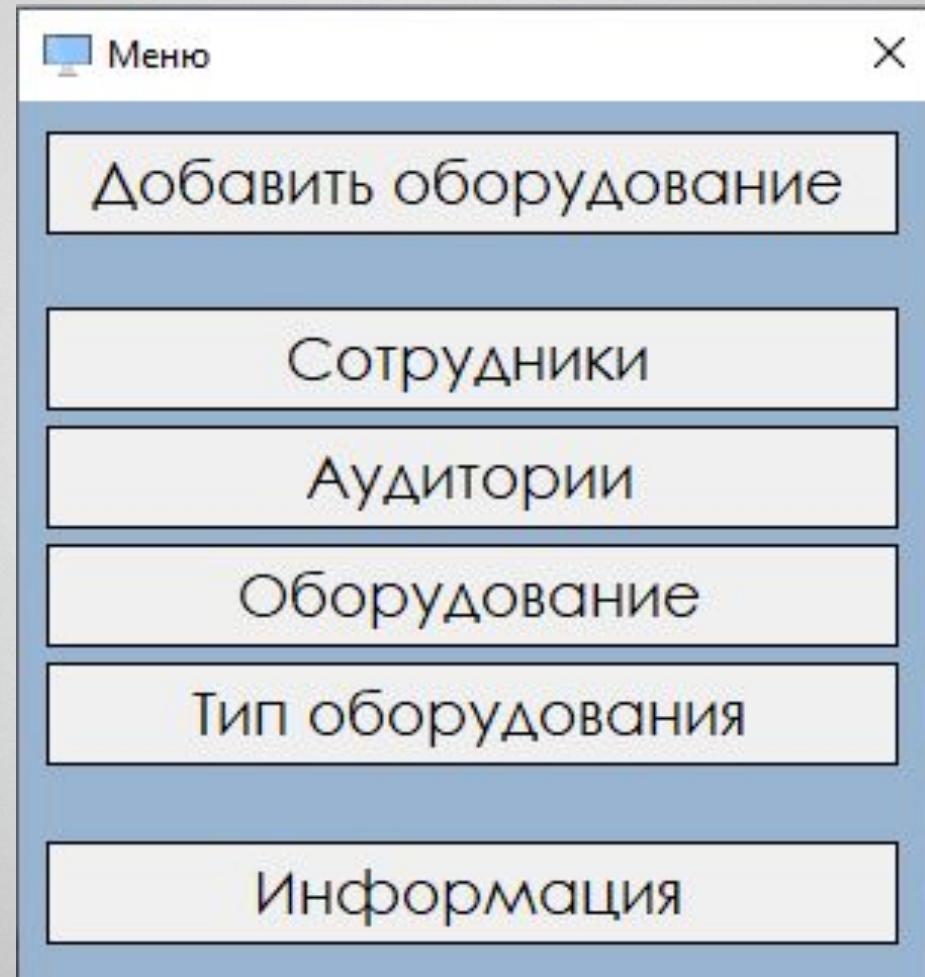 Меню
Добавить оборудование
Сотрудники
Аудитории
Оборудование
Тип оборудования
Информация